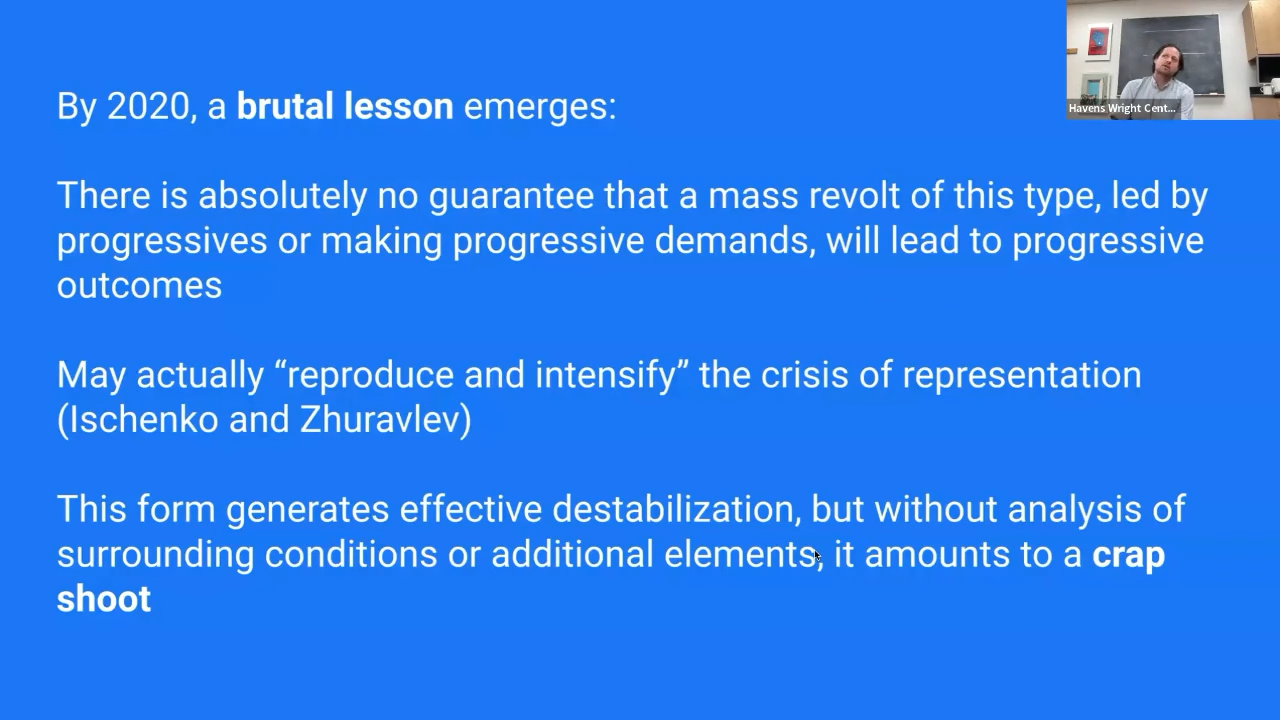 By 2020, a brutal lesson emerges:
There is absolutely no guarantee that a mass revolt of this type, led by
progressives or making progressive demands, will lead to progressive
outcomes
May actually “reproduce and intensify” the crisis of representation
(Ischenko and Zhuravlev)
This form generates effective destabilization, but without analysis of
surrounding conditions or additional elements, it amounts to a crap
shoot
Havens Wright Cent...